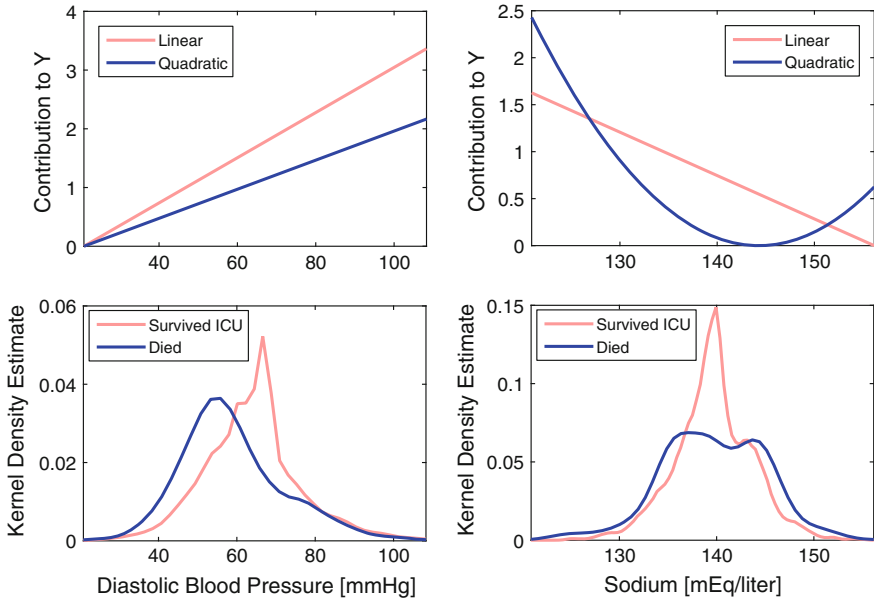 Contribution to Y
4
3
2
1
0
Linear
Quadratic
40
60
80
100
Contribution to Y
2.5
2
1.5
1
0.5
0
Linear
Quadratic
130
140
150
Kernel Density Estimate
0.06
0.04
0.02
0
Survived ICU
Died
40
60
80
100
Diastolic Blood Pressure [mmHg]
Kernel Density Estimate
0.15
0.10
0.05
0
Survived ICU
Died
130
140
150
Sodium [mEq/liter]